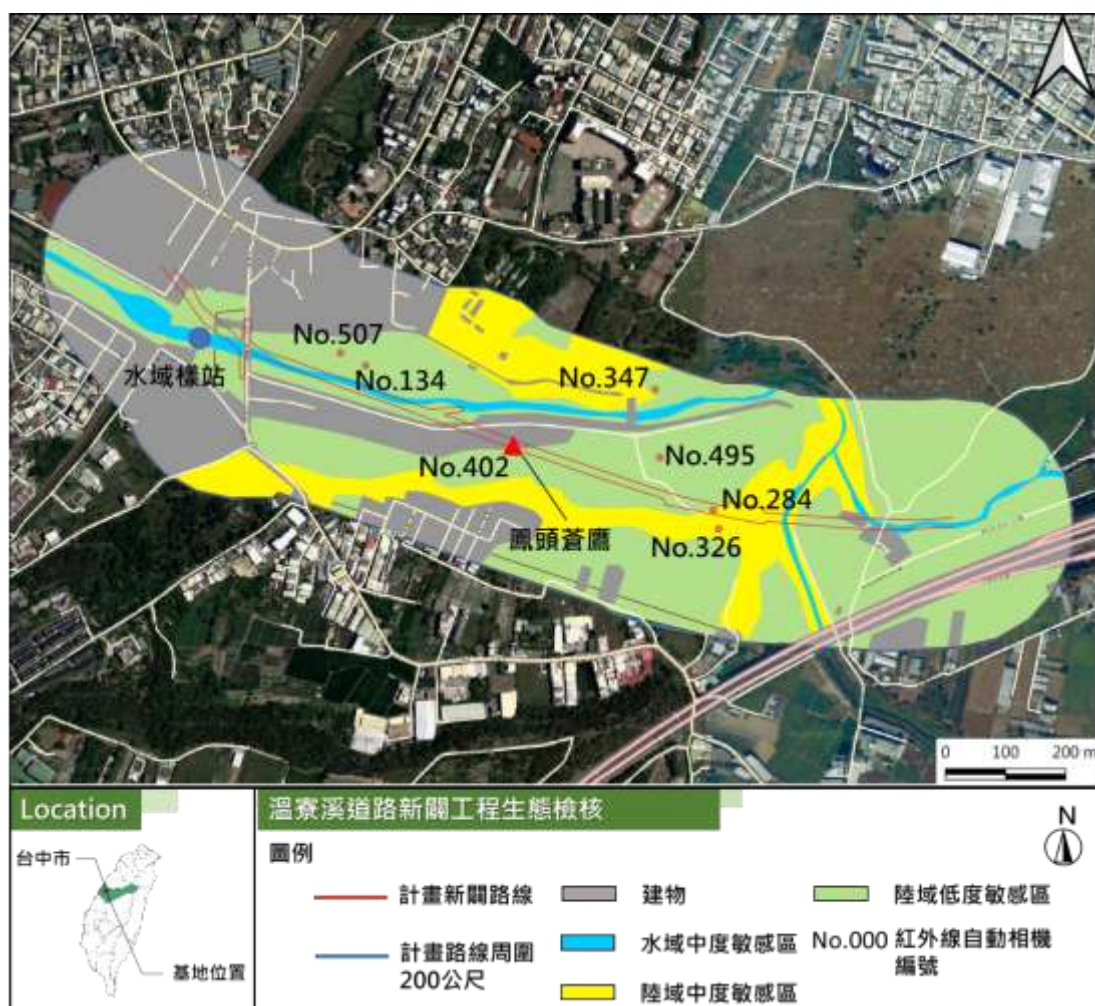 No.507
No.134
No.347
水域樣站
No.402
No.495
No.284
No.326
鳳頭蒼鷹
0 100 200 m
Location
台中市
基地位置
溫寮溪道路新闢工程生態檢核
圖例
N
計畫新闢路線
建物
陸域低度敏感區
計畫路線周圍
200公尺
水域中度敏感區
No.000 紅外線自動相機
編號
陸域中度敏感區